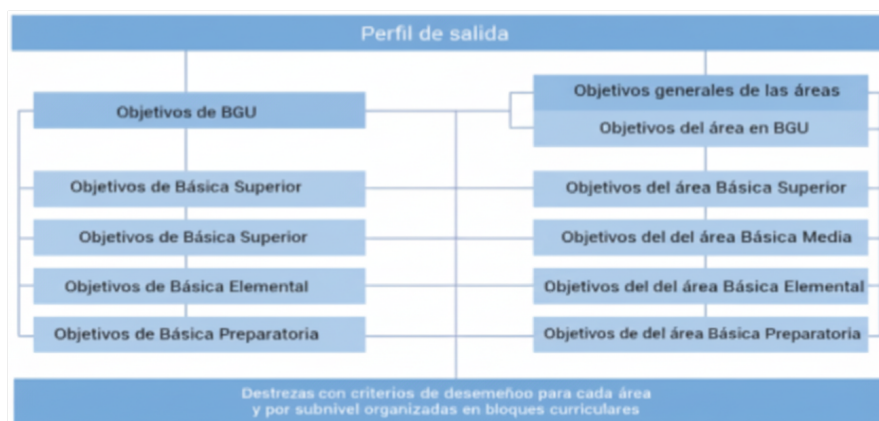 Perfil de salida
Objetivos de BGU
Objetivos generales de las áreas
Objetivos del área en BGU
Objetivos de Básica Superior
Objetivos del área Básica Superior
Objetivos de Básica Superior
Objetivos del del área Básica Media
Objetivos de Básica Elemental
Objetivos del del área Básica Elemental
Objetivos de Básica Preparatoria
Objetivos de del área Básica Preparatoria
Destrezas con criterios de desemeñoo para cada área
y por subnivel organizadas en bloques curriculares